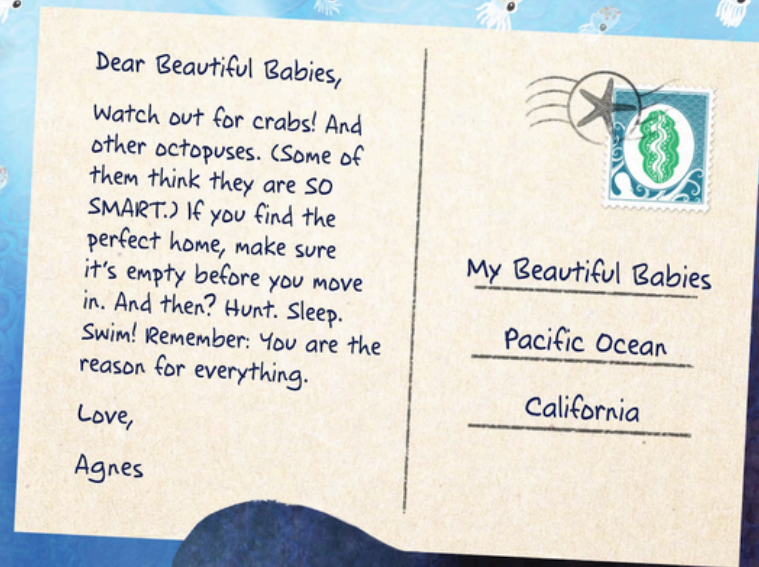 Dear Beautiful Babies,
Watch out for crabs! And
other octopuses. (Some of
them think they are SO
SMART.) If you find the
perfect home, make sure
it's empty before you move
in. And then? Hunt. Sleep.
Swim! Remember: You are the
reason for everything.
Love,
Agnes
My Beautiful Babies
Pacific Ocean
California